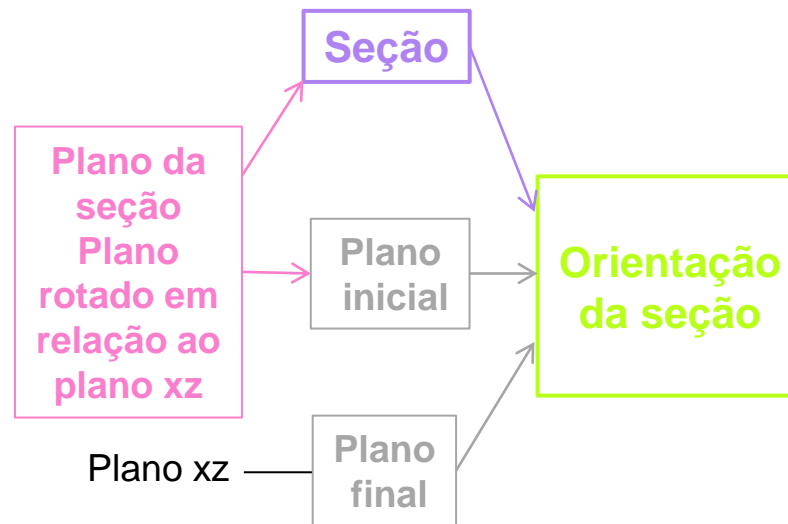 Seção
Plano da
seção
Plano
rotado em
relação ao
plano xz
Plano
inicial
Orientação
da seção
Plano xz
Plano
final